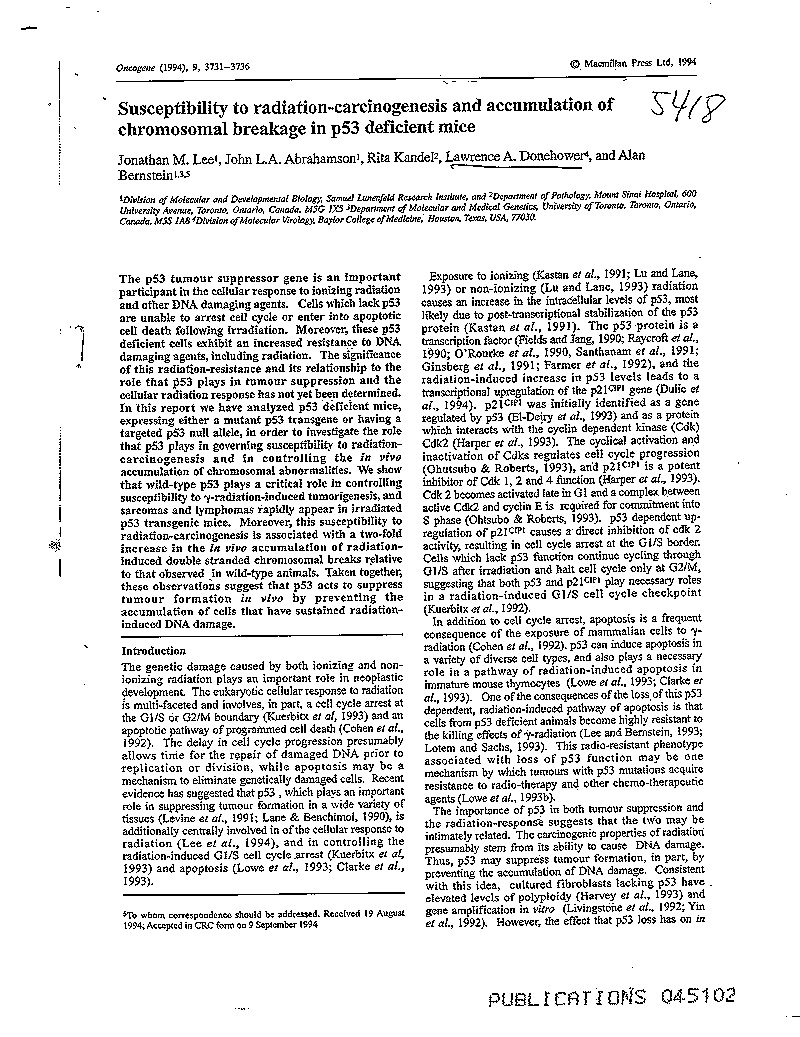 Oncogene (1994), 9, 3731–3736
© Macmillan Press Ltd, 1994
Susceptibility to radiation-carcinogenesis and accumulation of
chromosomal breakage in p53 deficient mice
5418
Jonathan M. Lee¹, John L.A. Abrahamson¹, Rita Kandel², Lawrence A. Donehower⁴, and Alan
Bernstein¹,³,⁵
¹Division of Molecular and Developmental Biology, Samuel Lunenfeld Research Institute, and ²Department of Pathology, Mount Sinai Hospital, 600
University Avenue, Toronto, Ontario, Canada, M5G 1X5 ³Department of Molecular and Medical Genetics, University of Toronto, Toronto, Ontario,
Canada, M5S 1A8 ⁴Division of Molecular Virology, Baylor College of Medicine, Houston, Texas, USA, 77030.
The p53 tumour suppressor gene is an important
participant in the cellular response to ionizing radiation
and other DNA damaging agents. Cells which lack p53
are unable to arrest cell cycle or enter into apoptotic
cell death following irradiation. Moreover, these p53
deficient cells exhibit an increased resistance to DNA
damaging agents, including radiation. The significance
of this radiation-resistance and its relationship to the
role that p53 plays in tumour suppression and the
cellular radiation response has not yet been determined.
In this report we have analyzed p53 deficient mice,
expressing either a mutant p53 transgene or having a
targeted p53 null allele, in order to investigate the role
that p53 plays in governing susceptibility to radiation-
carcinogenesis and in controlling the in vivo
accumulation of chromosomal abnormalities. We show
that wild-type p53 plays a critical role in controlling
susceptibility to γ-radiation-induced tumorigenesis, and
sarcomas and lymphomas rapidly appear in irradiated
p53 transgenic mice. Moreover, this susceptibility to
radiation-carcinogenesis is associated with a two-fold
increase in the in vivo accumulation of radiation-
induced double stranded chromosomal breaks relative
to that observed in wild-type animals. Taken together,
these observations suggest that p53 acts to suppress
tumour formation in vivo by preventing the
accumulation of cells that have sustained radiation-
induced DNA damage.
Introduction
The genetic damage caused by both ionizing and non-
ionizing radiation plays an important role in neoplastic
development. The eukaryotic cellular response to radiation
is multi-faceted and involves, in part, a cell cycle arrest at
the G1/S or G2/M boundary (Kuerbitx et al, 1993) and an
apoptotic pathway of programmed cell death (Cohen et al.,
1992). The delay in cell cycle progression presumably
allows time for the repair of damaged DNA prior to
replication or division, while apoptosis may be a
mechanism to eliminate genetically damaged cells. Recent
evidence has suggested that p53 , which plays an important
role in suppressing tumour formation in a wide variety of
tissues (Levine et al., 1991; Lane & Benchimol, 1990), is
additionally centrally involved in of the cellular response to
radiation (Lee et al., 1994), and in controlling the
radiation-induced G1/S cell cycle arrest (Kuerbitx et al,
1993) and apoptosis (Lowe et al., 1993; Clarke et al.,
1993).
⁵To whom correspondence should be addressed. Received 19 August
1994; Accepted in CRC form on 9 September 1994
Exposure to ionizing (Kastan et al., 1991; Lu and Lane,
1993) or non-ionizing (Lu and Lane, 1993) radiation
causes an increase in the intracellular levels of p53, most
likely due to post-transcriptional stabilization of the p53
protein (Kastan et al., 1991). The p53 protein is a
transcription factor (Fields and Jang, 1990; Raycroft et al.,
1990; O'Rourke et al., 1990, Santhanam et al., 1991;
Ginsberg et al., 1991; Farmer et al., 1992), and the
radiation-induced increase in p53 levels leads to a
transcriptional upregulation of the p21ᶜᴵᴾ¹ gene (Dulic et
al., 1994). p21ᶜᴵᴾ¹ was initially identified as a gene
regulated by p53 (El-Deiry et al., 1993) and as a protein
which interacts with the cyclin dependent kinase (Cdk)
Cdk2 (Harper et al., 1993). The cyclical activation and
inactivation of Cdks regulates cell cycle progression
(Ohutsubo & Roberts, 1993), and p21ᶜᴵᴾ¹ is a potent
inhibitor of Cdk 1, 2 and 4 function (Harper et al., 1993).
Cdk 2 becomes activated late in G1 and a complex between
active Cdk2 and cyclin E is required for commitment into
S phase (Ohtsubo & Roberts, 1993). p53 dependent up-
regulation of p21ᶜᴵᴾ¹ causes a direct inhibition of cdk 2
activity, resulting in cell cycle arrest at the G1/S border.
Cells which lack p53 function continue cycling through
G1/S after irradiation and halt cell cycle only at G2/M,
suggesting that both p53 and p21ᶜᴵᴾ¹ play necessary roles
in a radiation-induced G1/S cell cycle checkpoint
(Kuerbitx et al., 1992).
In addition to cell cycle arrest, apoptosis is a frequent
consequence of the exposure of mammalian cells to γ-
radiation (Cohen et al., 1992). p53 can induce apoptosis in
a variety of diverse cell types, and also plays a necessary
role in a pathway of radiation-induced apoptosis in
immature mouse thymocytes (Lowe et al., 1993; Clarke et
al., 1993). One of the consequences of the loss of this p53
dependent, radiation-induced pathway of apoptosis is that
cells from p53 deficient animals become highly resistant to
the killing effects of γ-radiation (Lee and Bernstein, 1993;
Lotem and Sachs, 1993). This radio-resistant phenotype
associated with loss of p53 function may be one
mechanism by which tumours with p53 mutations acquire
resistance to radio-therapy and other chemo-therapeutic
agents (Lowe et al., 1993b).
The importance of p53 in both tumour suppression and
the radiation-response suggests that the two may be
intimately related. The carcinogenic properties of radiation
presumably stem from its ability to cause DNA damage.
Thus, p53 may suppress tumour formation, in part, by
preventing the accumulation of DNA damage. Consistent
with this idea, cultured fibroblasts lacking p53 have
elevated levels of polyploidy (Harvey et al., 1993) and
gene amplification in vitro (Livingstone et al., 1992; Yin
et al., 1992). However, the effect that p53 loss has on in
PUBLICATIONS 045102